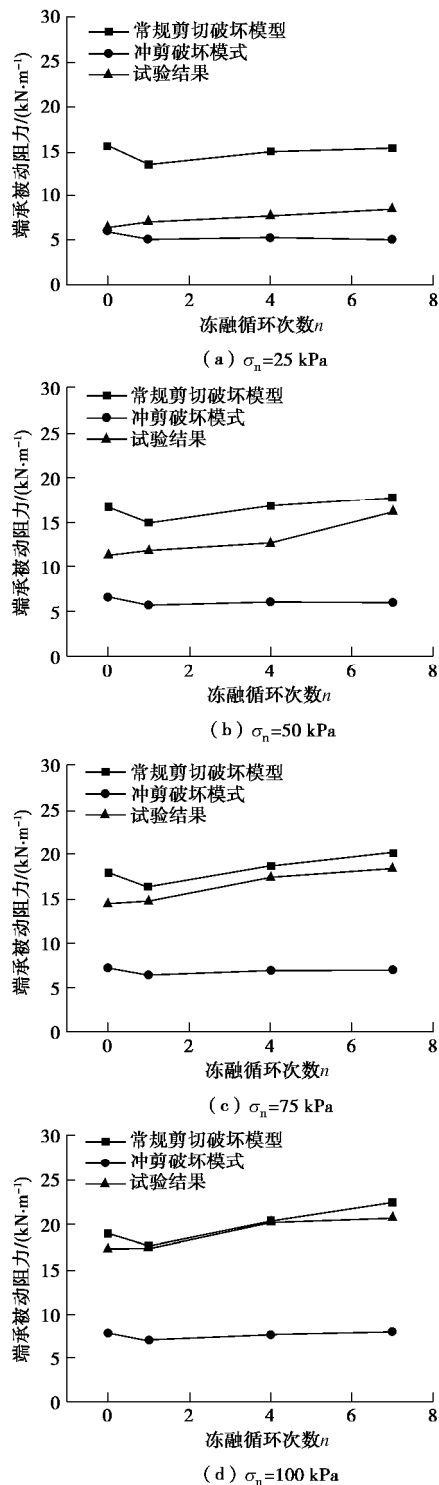 30
25
20
15
10
5
0
端承被动阻力/(kN·m⁻¹)
常规剪切破坏模型
冲剪破坏模式
试验结果
0 2 4 6 8
冻融循环次数n
(a) σn=25 kPa
30
25
20
15
10
5
0
端承被动阻力/(kN·m⁻¹)
常规剪切破坏模型
冲剪破坏模式
试验结果
0 2 4 6 8
冻融循环次数n
(b) σn=50 kPa
30
25
20
15
10
5
0
端承被动阻力/(kN·m⁻¹)
常规剪切破坏模型
冲剪破坏模式
试验结果
0 2 4 6 8
冻融循环次数n
(c) σn=75 kPa
30
25
20
15
10
5
0
端承被动阻力/(kN·m⁻¹)
常规剪切破坏模型
冲剪破坏模式
试验结果
0 2 4 6 8
冻融循环次数n
(d) σn=100 kPa